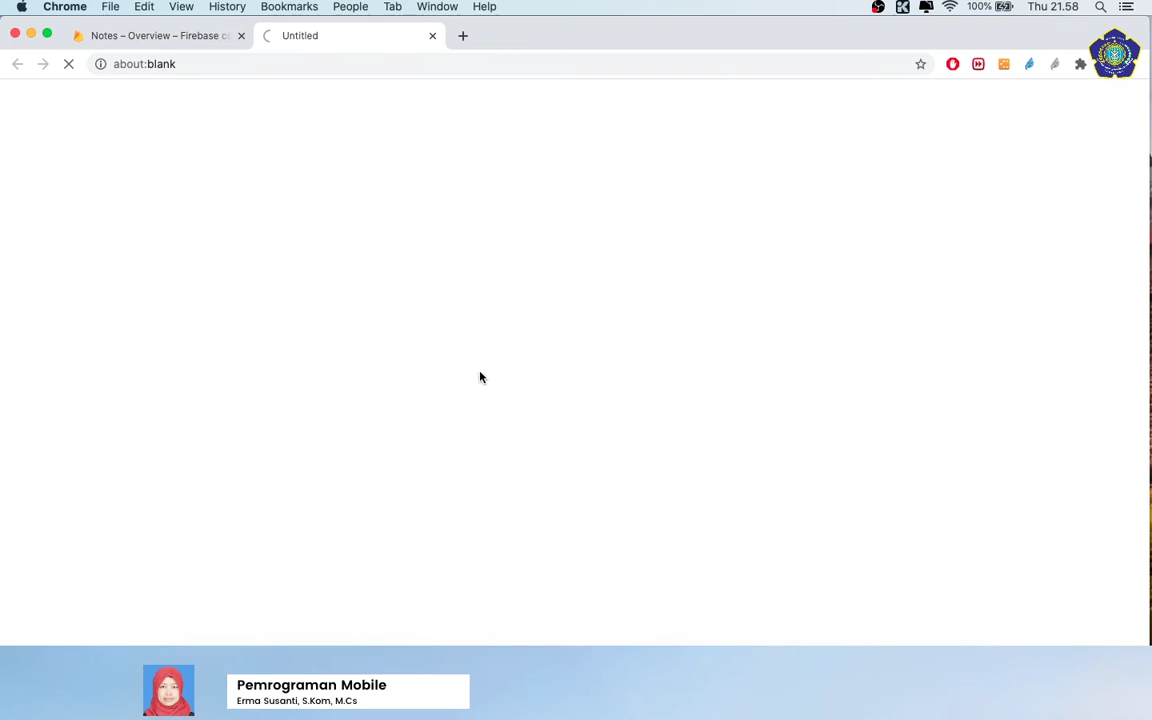 Chrome File Edit View History Bookmarks People Tab Window Help 100% Thu 21.58
Notes – Overview – Firebase co
Untitled
about:blank
Pemrograman Mobile
Erma Susanti, S.Kom, M.Cs